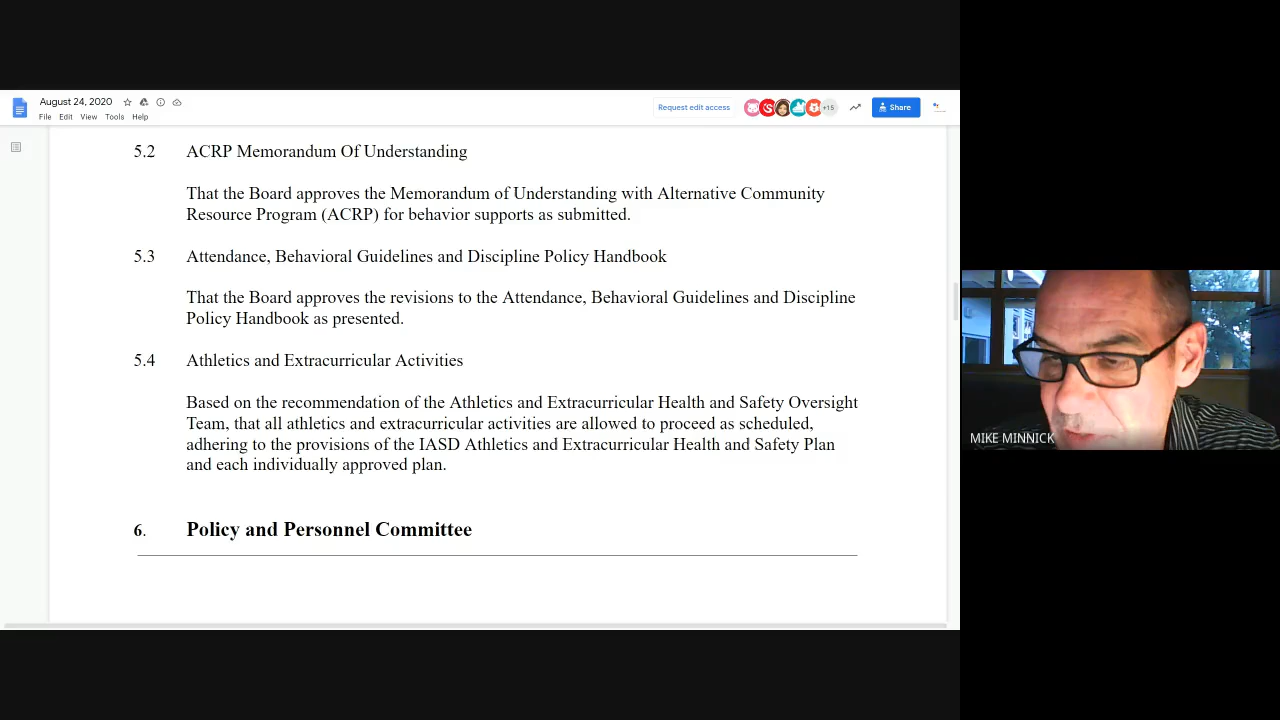 August 24, 2020
File Edit View Tools Help
Request edit access
+15
Share
5.2 ACRP Memorandum Of Understanding
That the Board approves the Memorandum of Understanding with Alternative Community
Resource Program (ACRP) for behavior supports as submitted.
5.3 Attendance, Behavioral Guidelines and Discipline Policy Handbook
That the Board approves the revisions to the Attendance, Behavioral Guidelines and Discipline
Policy Handbook as presented.
5.4 Athletics and Extracurricular Activities
Based on the recommendation of the Athletics and Extracurricular Health and Safety Oversight
Team, that all athletics and extracurricular activities are allowed to proceed as scheduled,
adhering to the provisions of the IASD Athletics and Extracurricular Health and Safety Plan
and each individually approved plan.
6. Policy and Personnel Committee
MIKE MINNICK